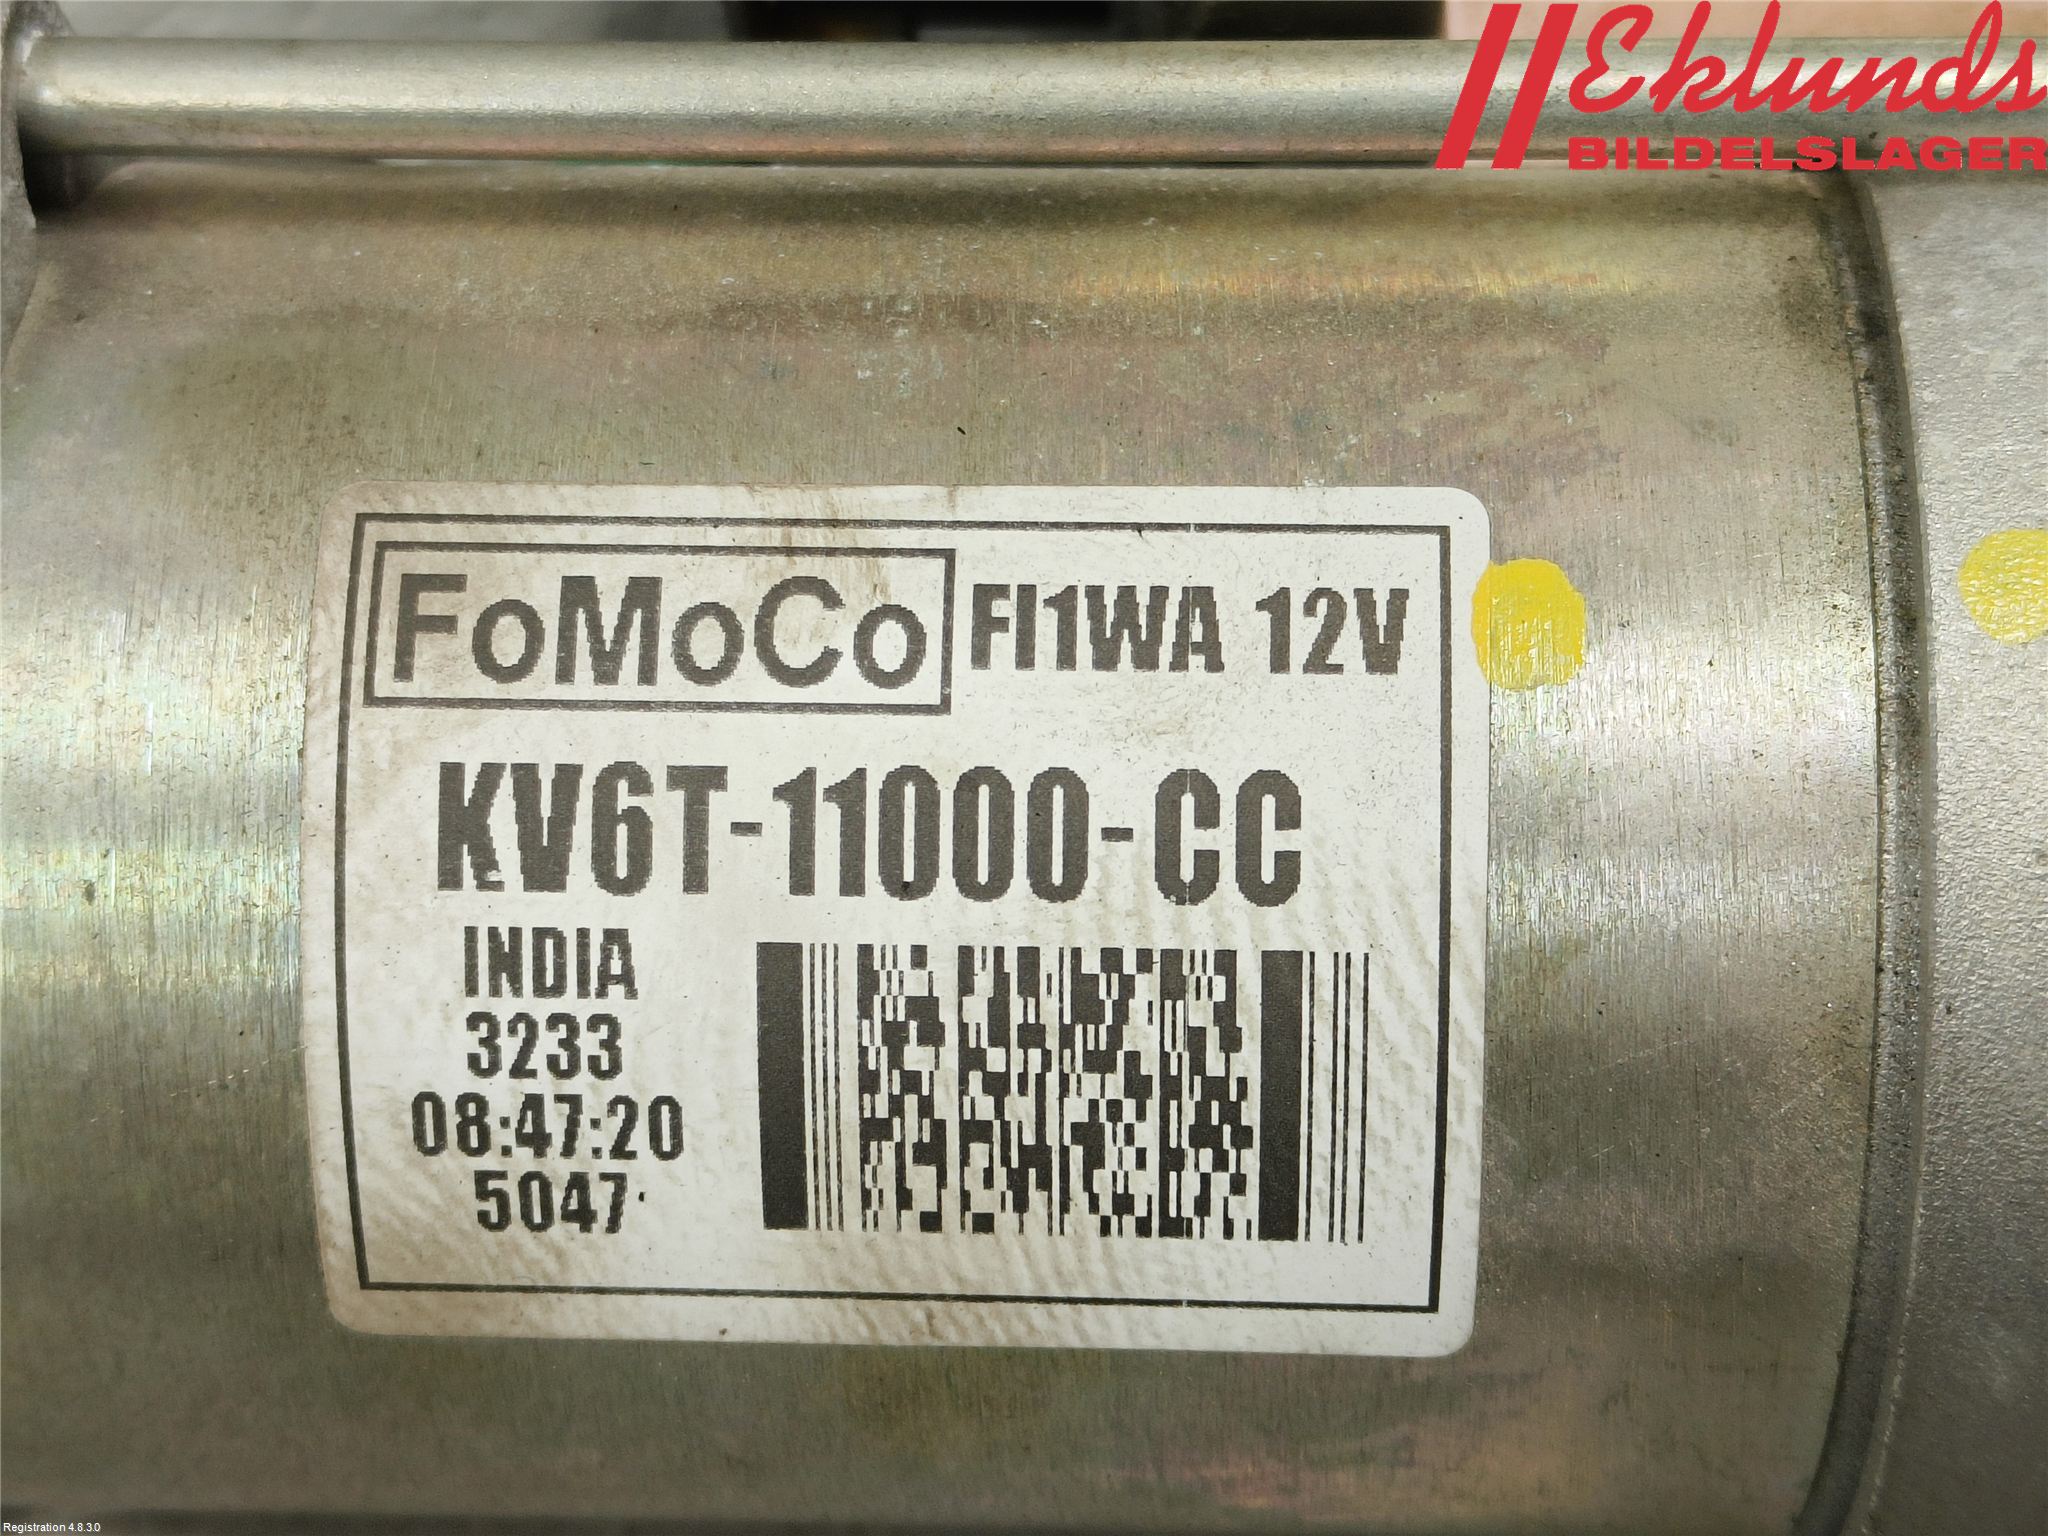 Eklunds
BILDELSLAGER
FoMoCo FI1WA 12V
KV6T-11000-CC
INDIA
3233
08:47:20
5047
Registration 4.8.3.0